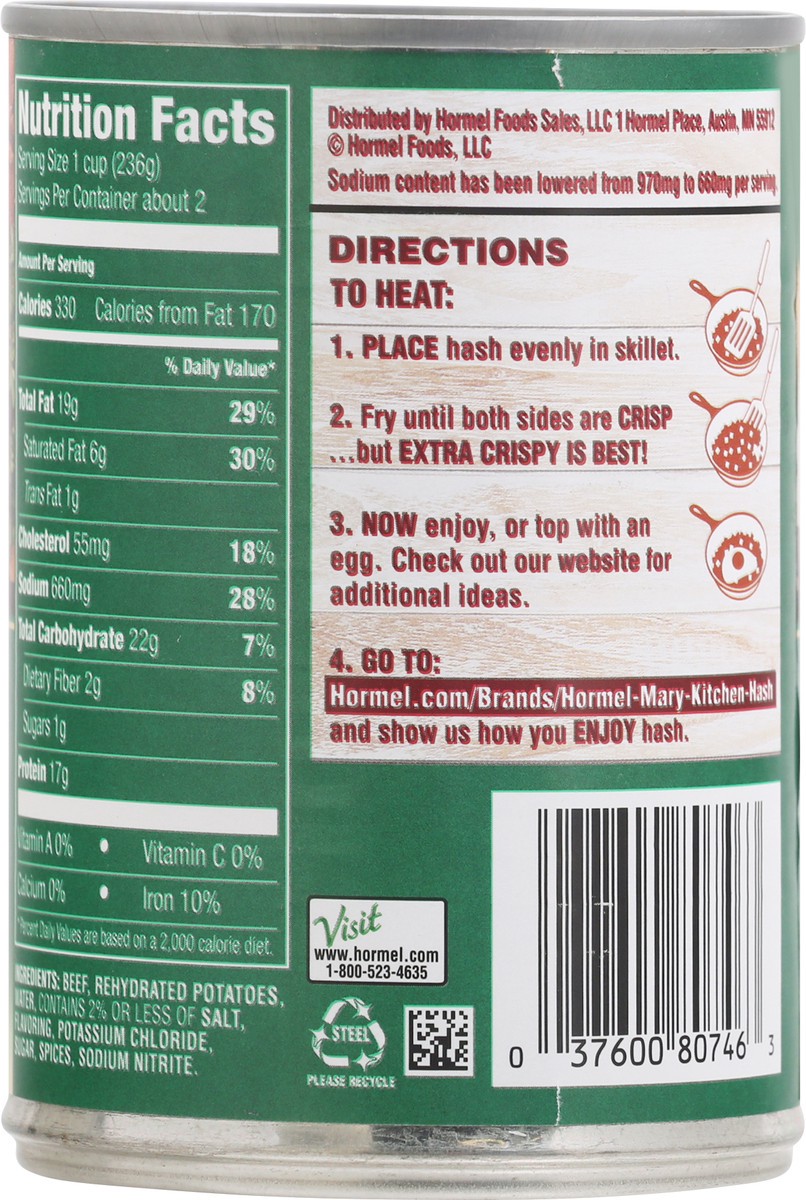 Nutrition Facts
Serving Size 1 cup (236g)
Servings Per Container about 2
Amount Per Serving
Calories 330 Calories from Fat 170
% Daily Value*
Total Fat 19g 29%
Saturated Fat 6g 30%
Trans Fat 1g
Cholesterol 55mg 18%
Sodium 660mg 28%
Total Carbohydrate 22g 7%
Dietary Fiber 2g 8%
Sugars 1g
Protein 17g
Vitamin A 0% • Vitamin C 0%
Calcium 0% • Iron 10%
*Percent Daily Values are based on a 2,000 calorie diet.
INGREDIENTS: BEEF, REHYDRATED POTATOES,
WATER, CONTAINS 2% OR LESS OF SALT,
FLAVORING, POTASSIUM CHLORIDE,
SUGAR, SPICES, SODIUM NITRITE.
Distributed by Hormel Foods Sales, LLC 1 Hormel Place, Austin, MN 55912
© Hormel Foods, LLC
Sodium content has been lowered from 970mg to 660mg per serving.
DIRECTIONS
TO HEAT:
1. PLACE hash evenly in skillet.
2. Fry until both sides are CRISP
...but EXTRA CRISPY IS BEST!
3. NOW enjoy, or top with an
egg. Check out our website for
additional ideas.
4. GO TO:
Hormel.com/Brands/Hormel-Mary-Kitchen-Hash
and show us how you ENJOY hash.
Visit
www.hormel.com
1-800-523-4635
STEEL
PLEASE RECYCLE
0 37600 80746 3